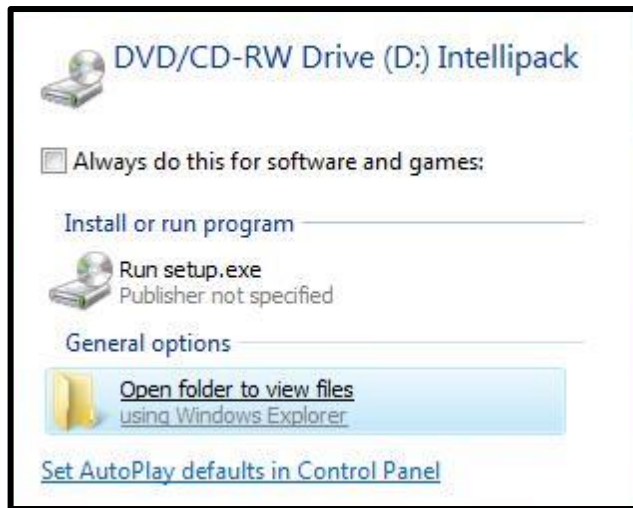 DVD/CD-RW Drive (D:) Intellipack
Always do this for software and games:
Install or run program
Run setup.exe
Publisher not specified
General options
Open folder to view files
using Windows Explorer
Set AutoPlay defaults in Control Panel